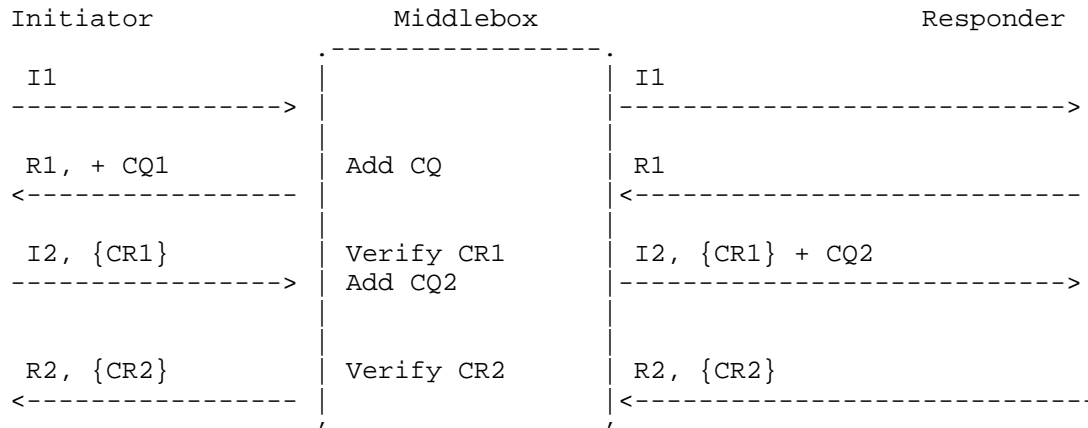 Initiator Middlebox Responder
I1 I1
R1, + CQ1 Add CQ R1
I2, {CR1} Verify CR1 I2, {CR1} + CQ2
Add CQ2
R2, {CR2} Verify CR2 R2, {CR2}